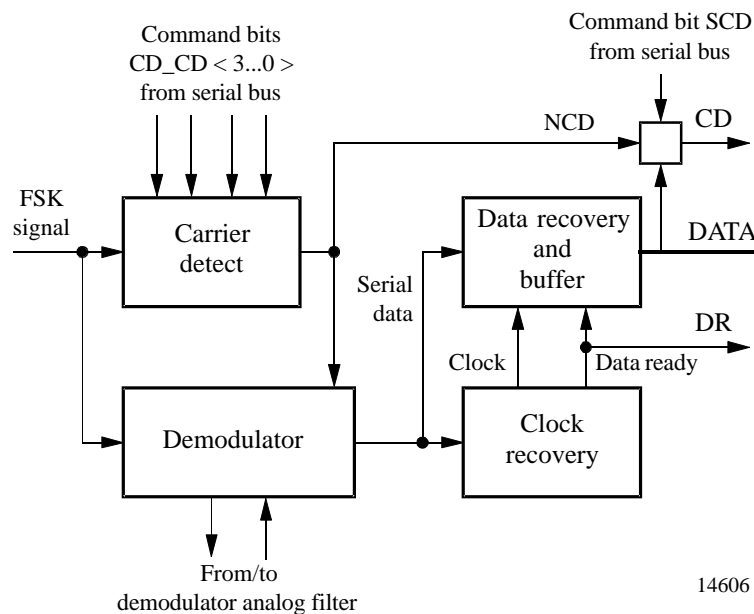 Command bits
CD_CD < 3...0 >
from serial bus
Command bit SCD
from serial bus
NCD
CD
FSK
signal
Carrier
detect
Data recovery
and
buffer
DATA
Serial
data
DR
Clock
Data ready
Demodulator
Clock
recovery
From/to
demodulator analog filter
14606